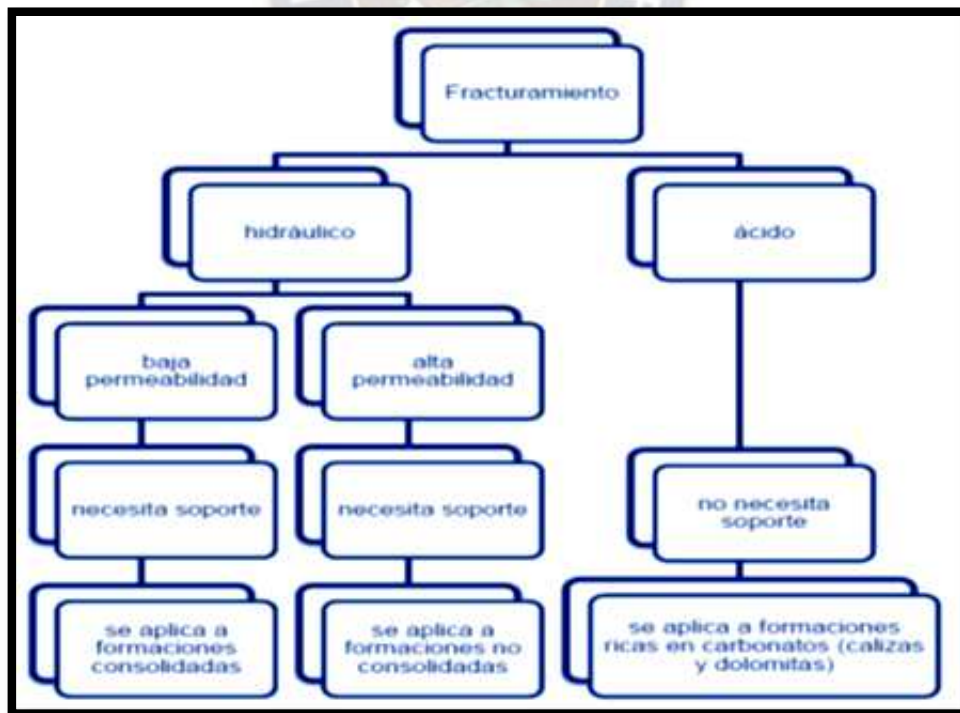 Fracturamiento
hidráulico
ácido
baja
permeabilidad
alta
permeabilidad
necesita soporte
necesita soporte
no necesita
soporte
se aplica a
formaciones
consolidadas
se aplica a
formaciones no
consolidadas
se aplica a formaciones
ricas en carbonatos (calizas
y dolomitas)